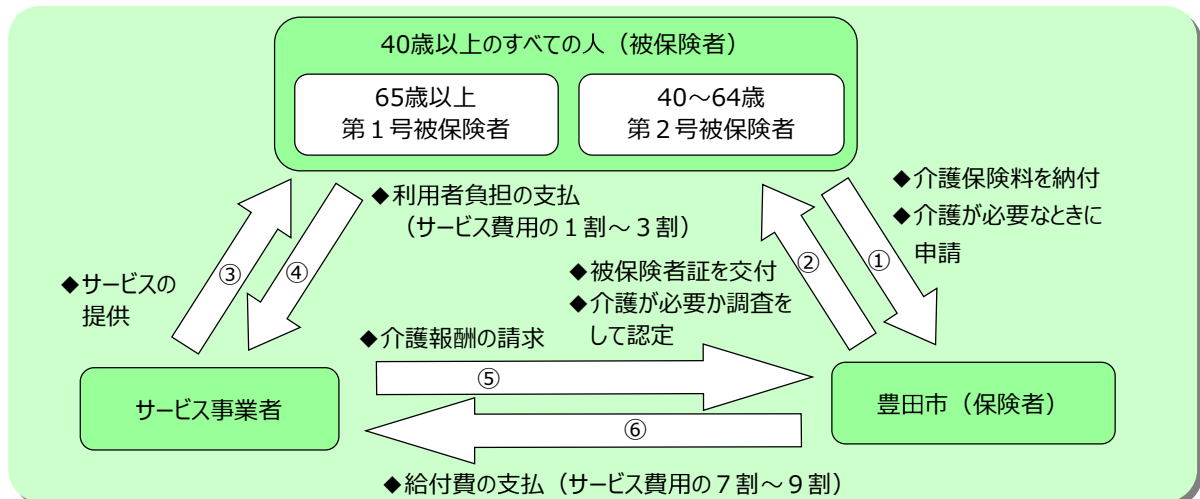 40歳以上のすべての人（被保険者）
65歳以上
第１号被保険者
40～64歳
第２号被保険者
◆利用者負担の支払
（サービス費用の１割～３割）
◆介護保険料を納付
◆介護が必要なときに
申請
①
②
③
④
◆サービスの
提供
◆被保険者証を交付
◆介護が必要か調査を
して認定
◆介護報酬の請求
⑤
サービス事業者
豊田市（保険者）
⑥
◆給付費の支払（サービス費用の７割～９割）